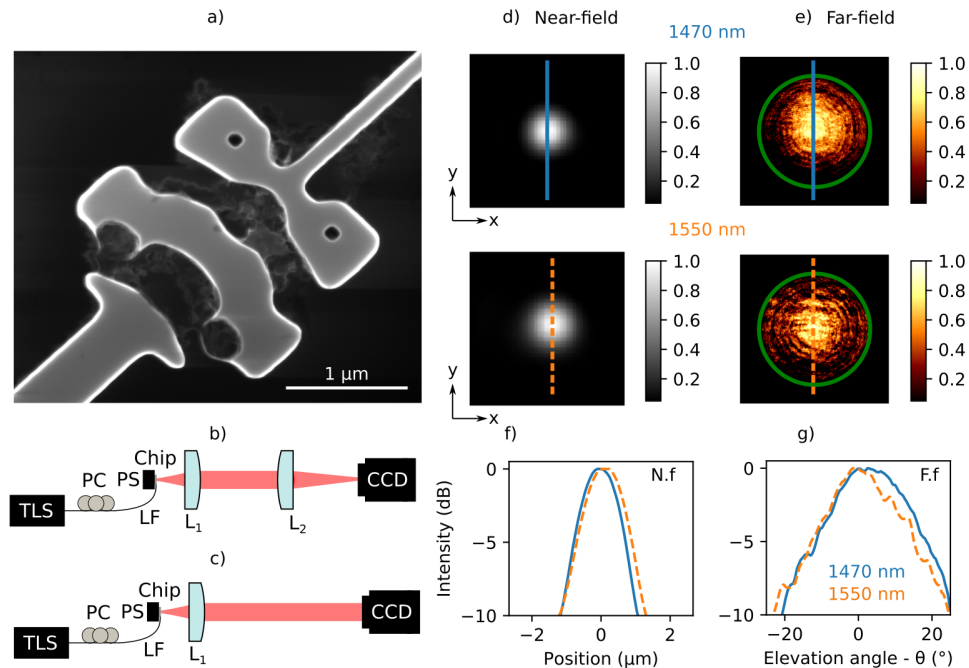 a)
1 μm
b)
TLS
PC
PS
Chip
LF
L1
L2
CCD
c)
TLS
PC
PS
Chip
LF
L1
CCD
d) Near-field
e) Far-field
1470 nm
y
x
1.0
0.8
0.6
0.4
0.2
1.0
0.8
0.6
0.4
0.2
1550 nm
y
x
1.0
0.8
0.6
0.4
0.2
1.0
0.8
0.6
0.4
0.2
f)
N.f
Intensity (dB)
0
−5
−10
−2 0 2
Position (μm)
g)
F.f
0
−5
−10
1470 nm
1550 nm
−20 0 20
Elevation angle - θ (°)